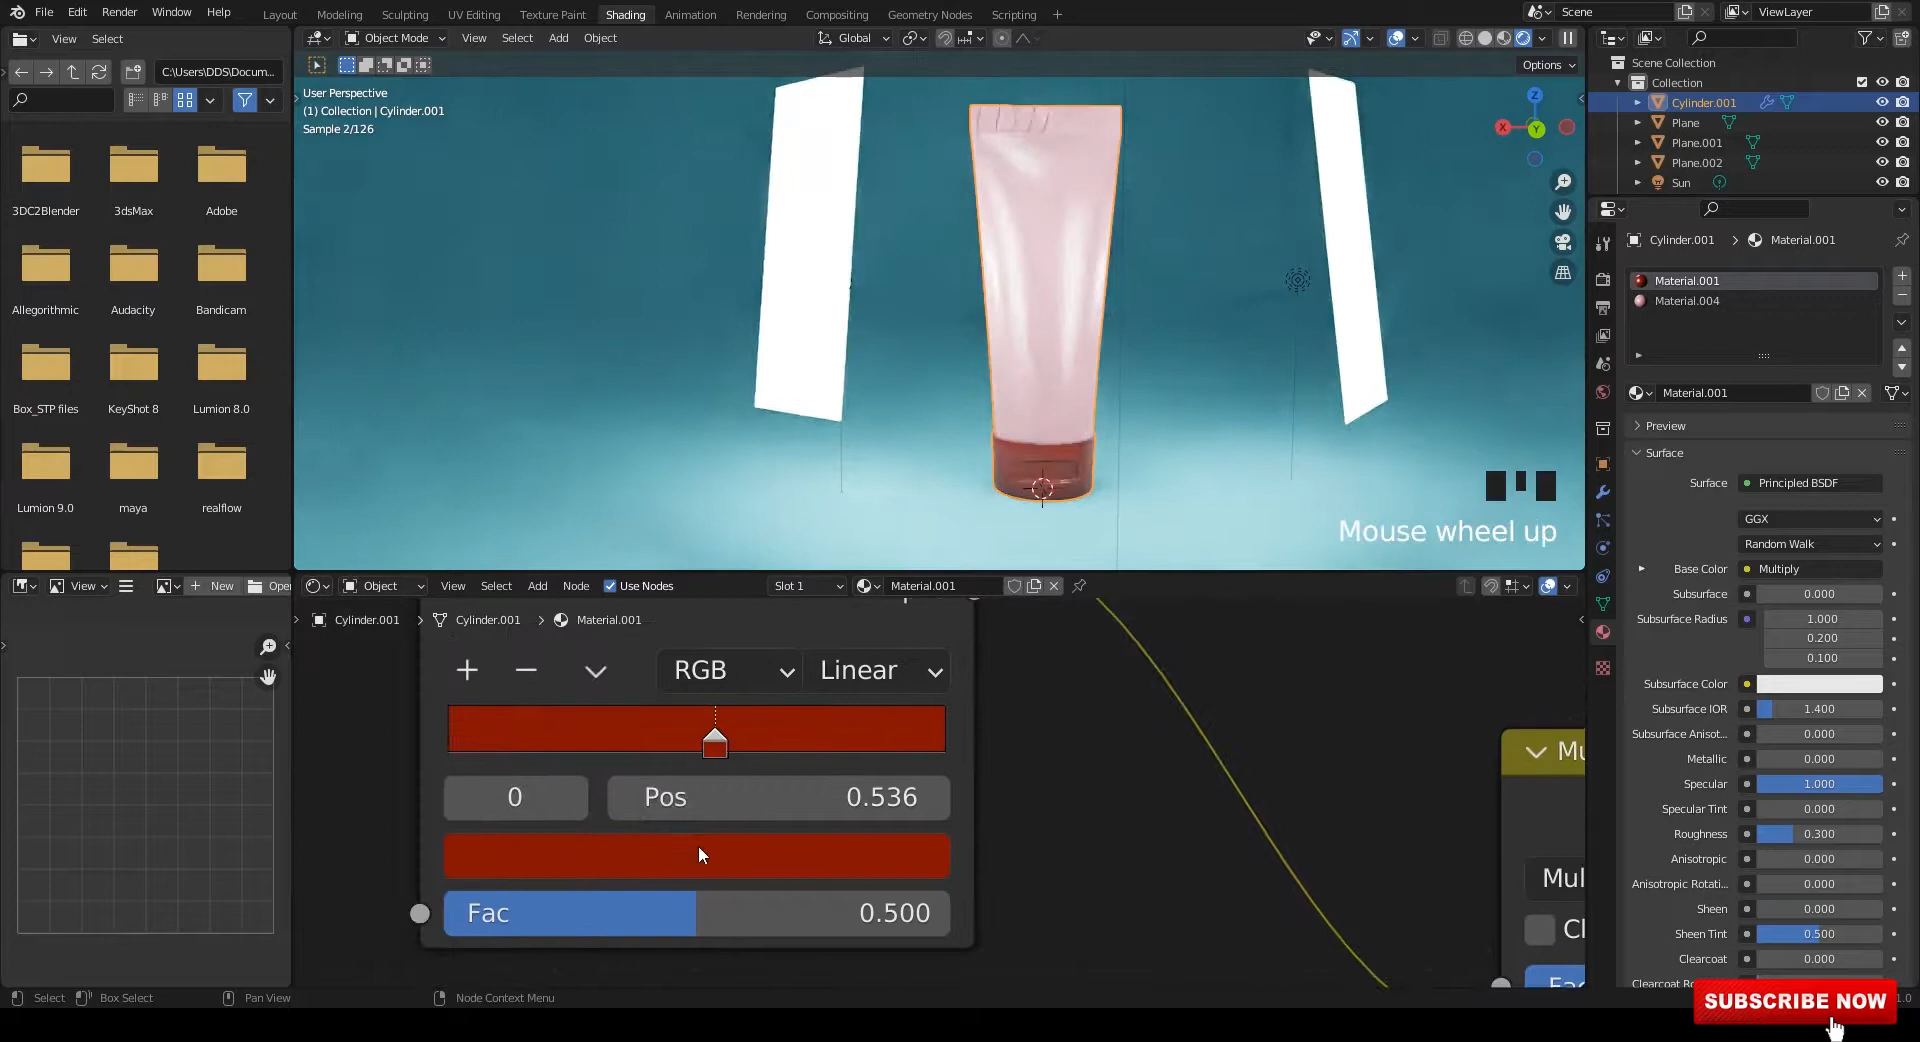 File Edit Render Window Help Layout Modeling Sculpting UV Editing Texture Paint Shading Animation Rendering Compositing Geometry Nodes Scripting + Scene ViewLayer
View Select Object Mode View Select Add Object Global
C:\Users\DDS\Docum... Options
User Perspective
(1) Collection | Cylinder.001
Sample 2/126
Z
X
Y
3DC2Blender 3dsMax Adobe
Allegorithmic Audacity Bandicam
Box_STP files KeyShot 8 Lumion 8.0
Lumion 9.0 maya realflow
Mouse wheel up
Scene Collection
Collection
Cylinder.001
Plane
Plane.001
Plane.002
Sun
Cylinder.001 Material.001
Material.001
Material.004
Material.001
Preview
Surface
Surface Principled BSDF
GGX
Random Walk
Base Color Multiply
Subsurface 0.000
Subsurface Radius 1.000
0.200
0.100
Subsurface Color
Subsurface IOR 1.400
Subsurface Anisot... 0.000
Metallic 0.000
Specular 1.000
Specular Tint 0.000
Roughness 0.300
Anisotropic 0.000
Anisotropic Rotati... 0.000
Sheen 0.000
Sheen Tint 0.500
Clearcoat 0.000
View New Open
Object View Select Add Node Use Nodes Slot 1 Material.001
Cylinder.001 > Cylinder.001 > Material.001
RGB Linear
0 Pos 0.536
Fac 0.500
Mu
Mul
Cl
Fac
Select Box Select Pan View Node Context Menu
SUBSCRIBE NOW